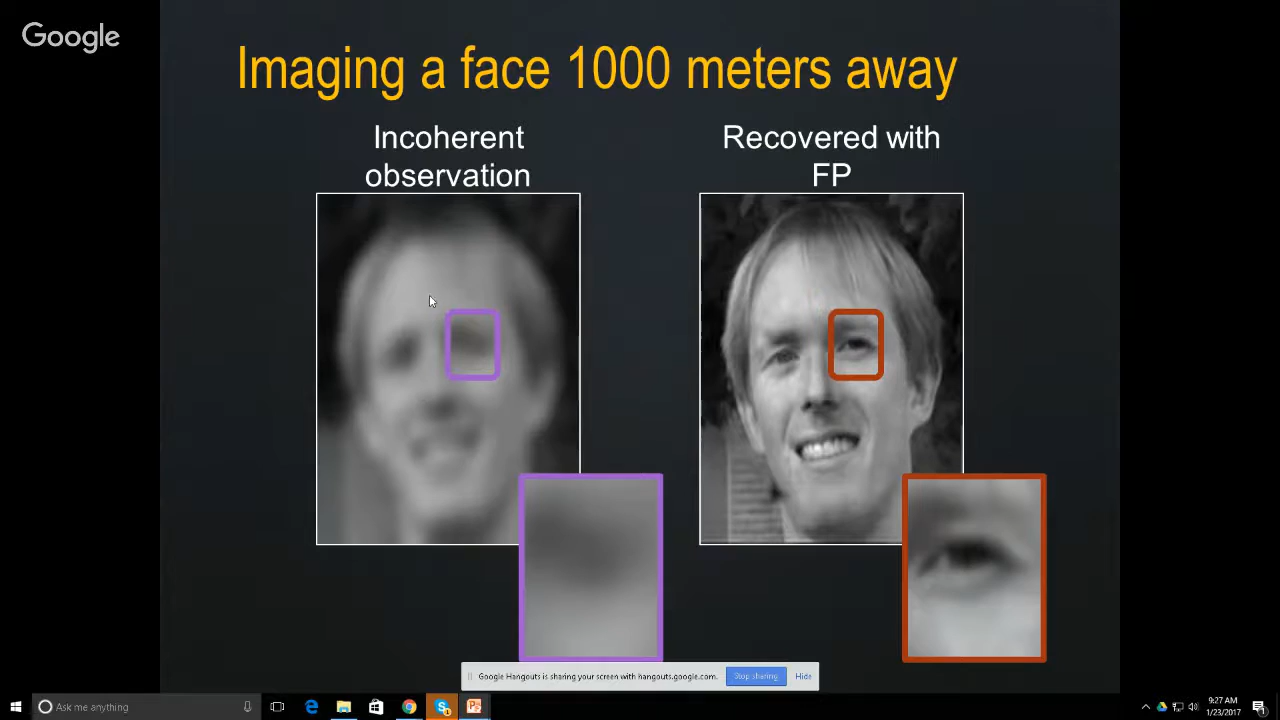 Google
Imaging a face 1000 meters away
Incoherent
observation
Recovered with
FP
Google Hangouts is sharing your screen with hangouts.google.com.
Stop sharing
Hide
Ask me anything
9:27 AM
1/23/2017